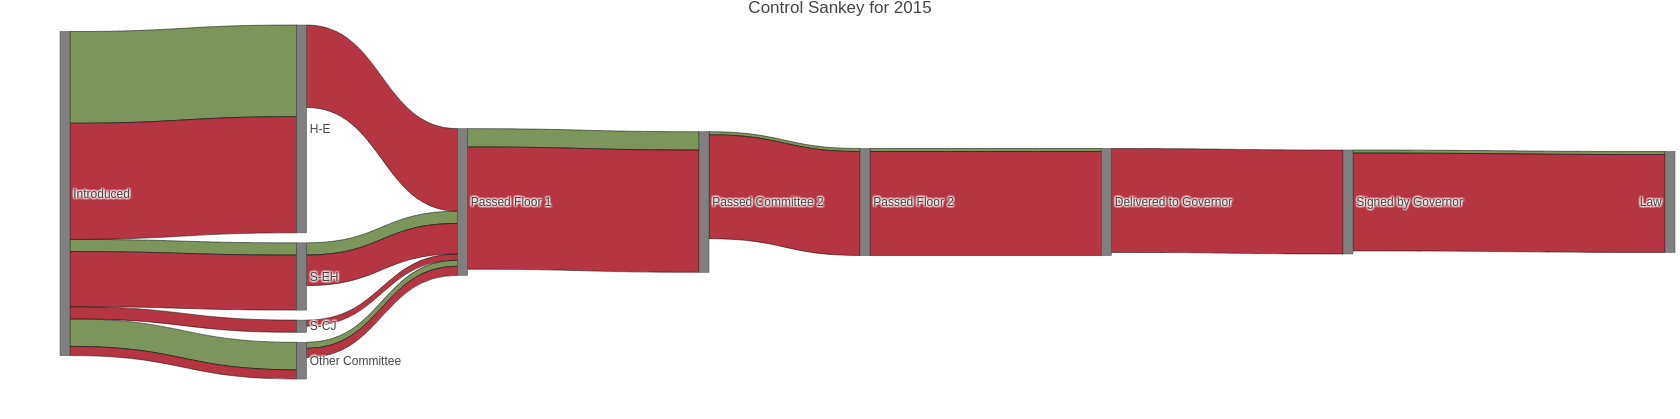 Control Sankey for 2015
H-E
Introduced
Passed Floor 1
Passed Committee 2
Passed Floor 2
Delivered to Governor
Signed by Governor
Law
S-EH
S-CJ
Other Committee